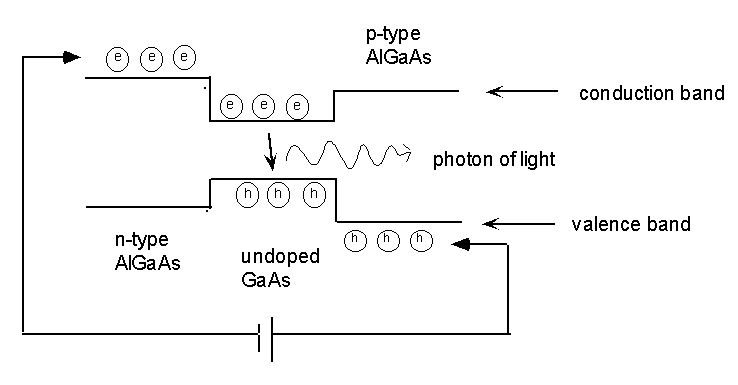 p-type
AlGaAs
e e e
e e e
conduction band
photon of light
h h h
n-type
AlGaAs
undoped
GaAs
valence band
h h h